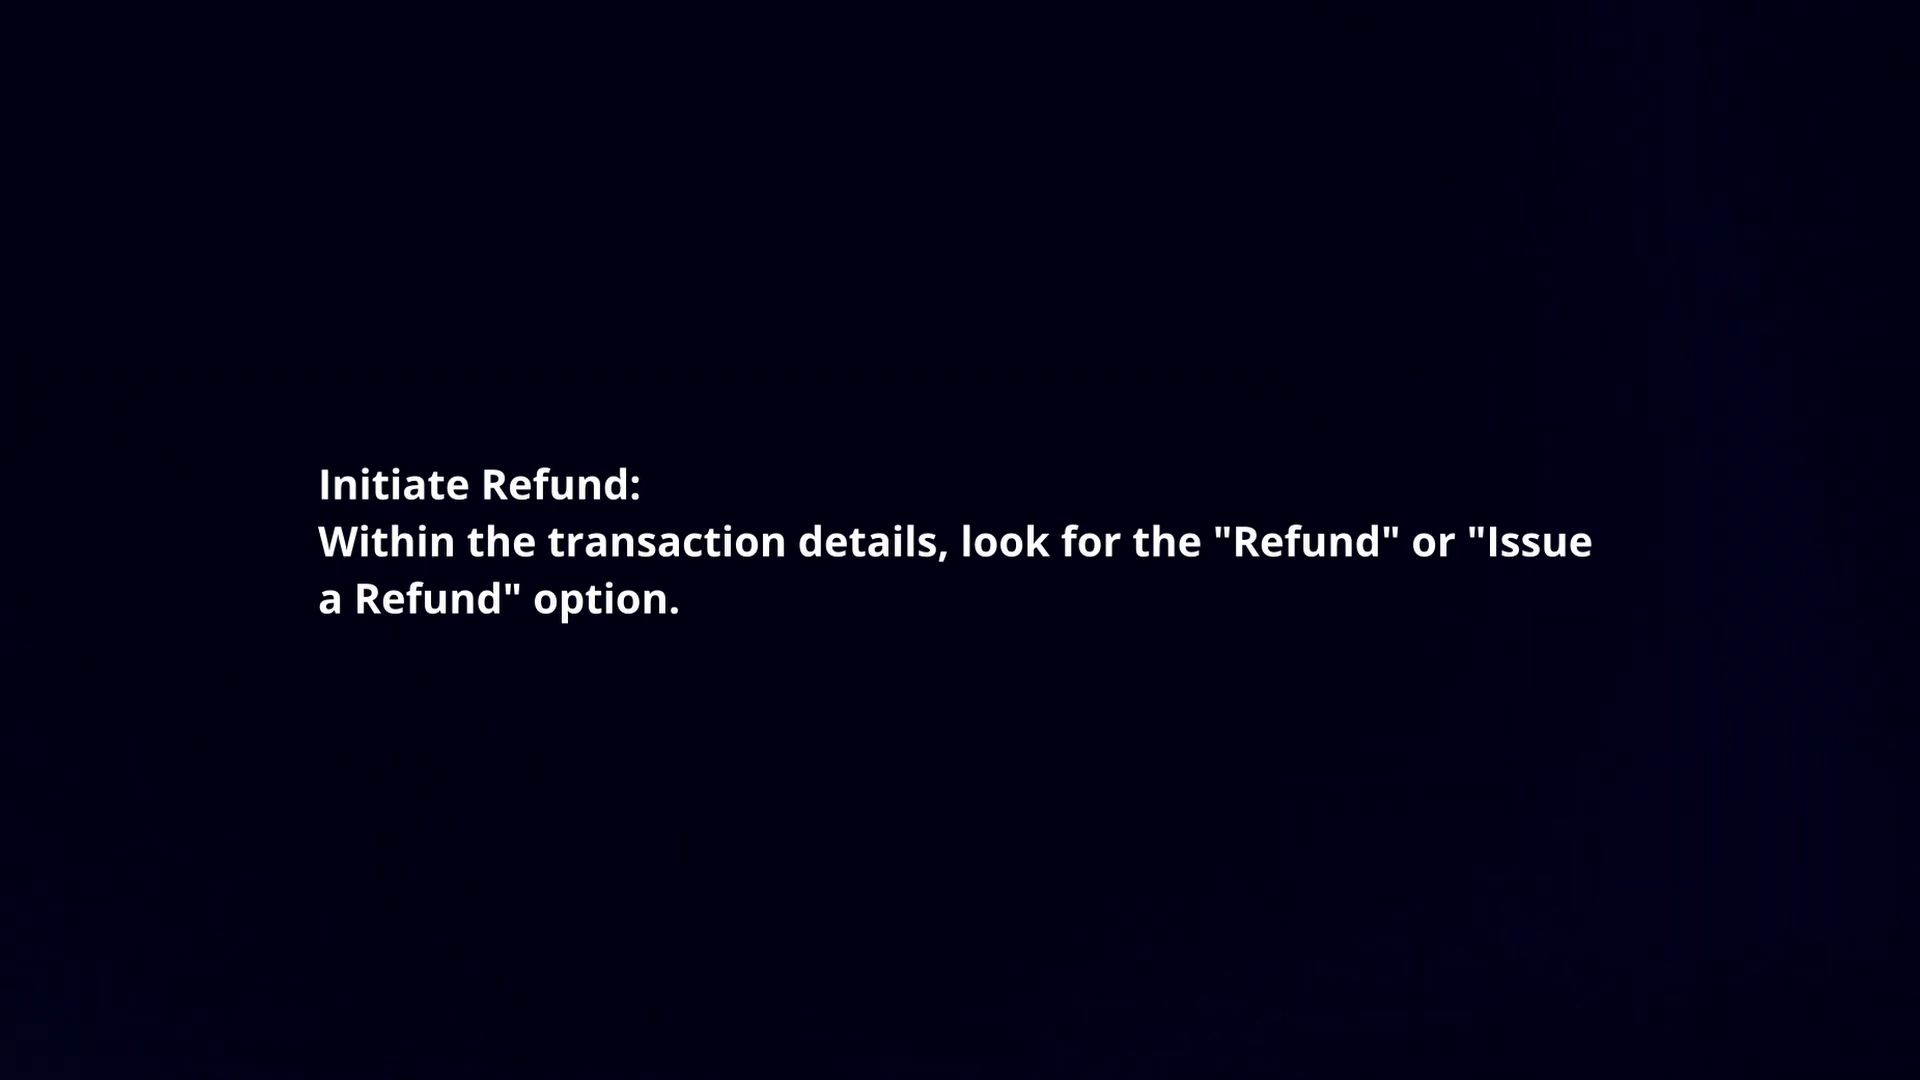 Initiate Refund:
Within the transaction details, look for the "Refund" or "Issue
a Refund" option.